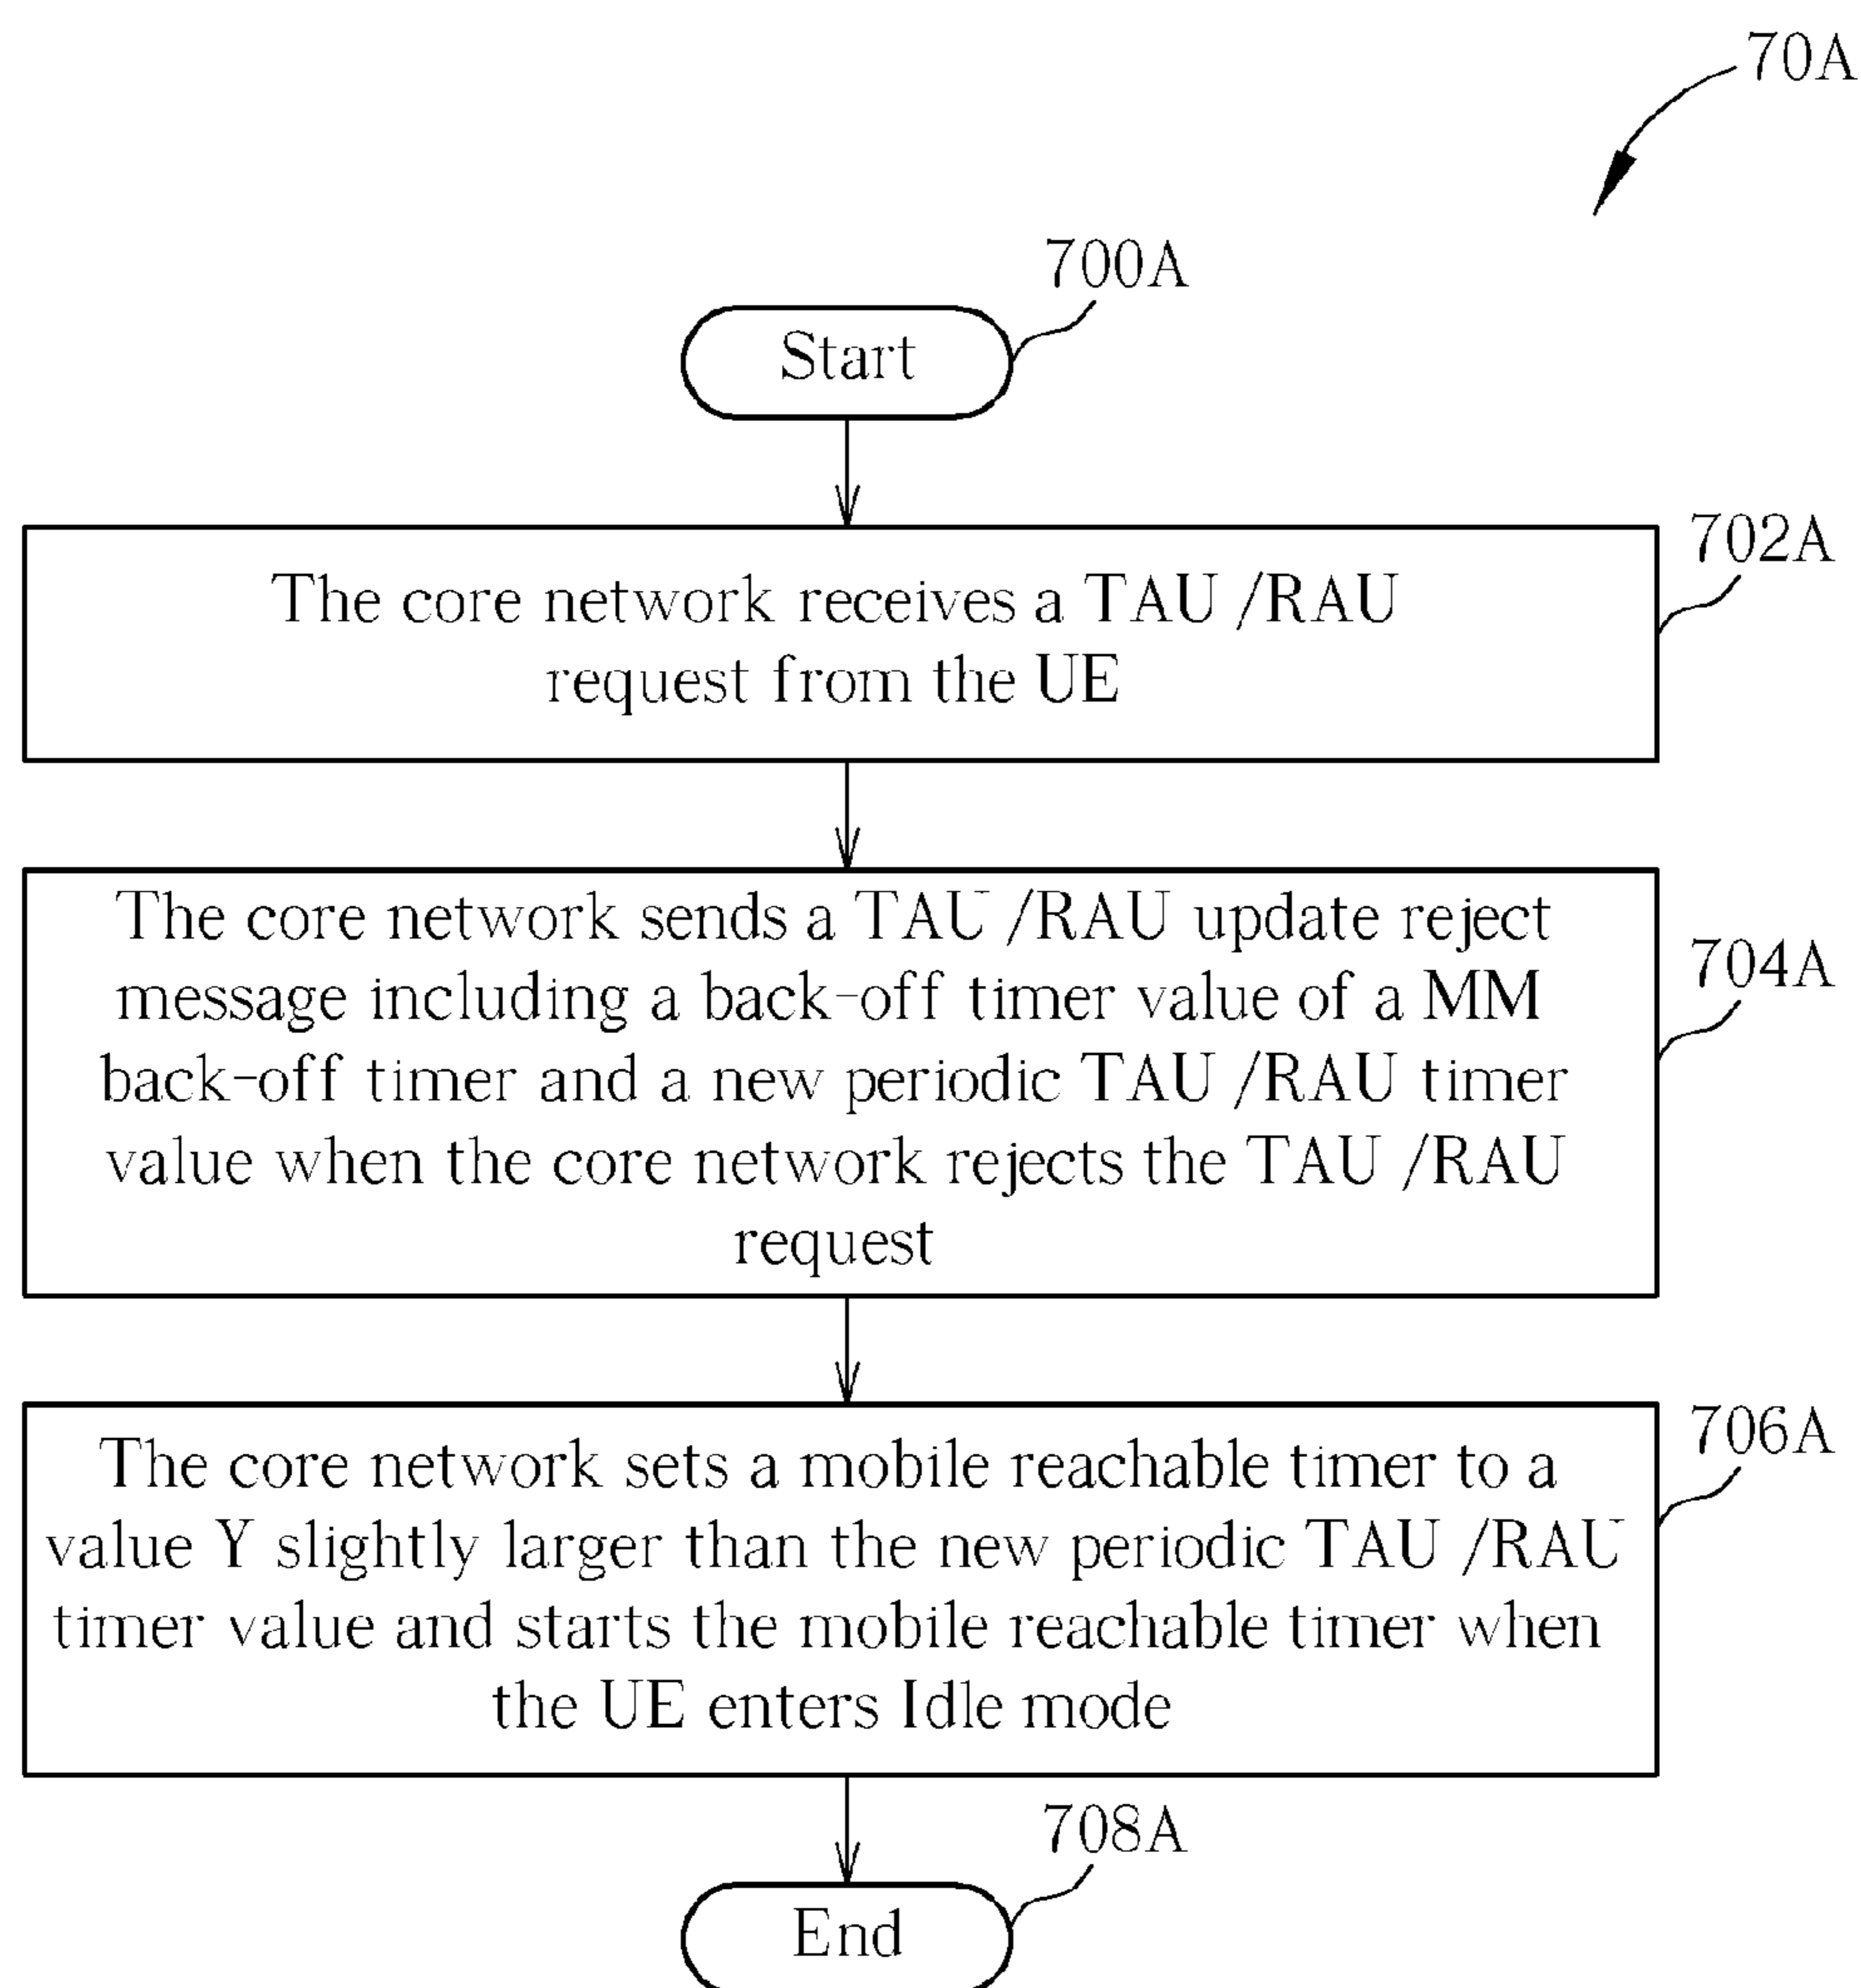 70A
700A
Start
702A
The core network receives a TAU /RAU
request from the UE
The core network sends a TAU /RAU update reject
message including a back-off timer value of a MM
back-off timer and a new periodic TAU /RAU timer
value when the core network rejects the TAU /RAU
request
704A
706A
The core network sets a mobile reachable timer to a
value Y slightly larger than the new periodic TAU /RAU
timer value and starts the mobile reachable timer when
the UE enters Idle mode
708A
End